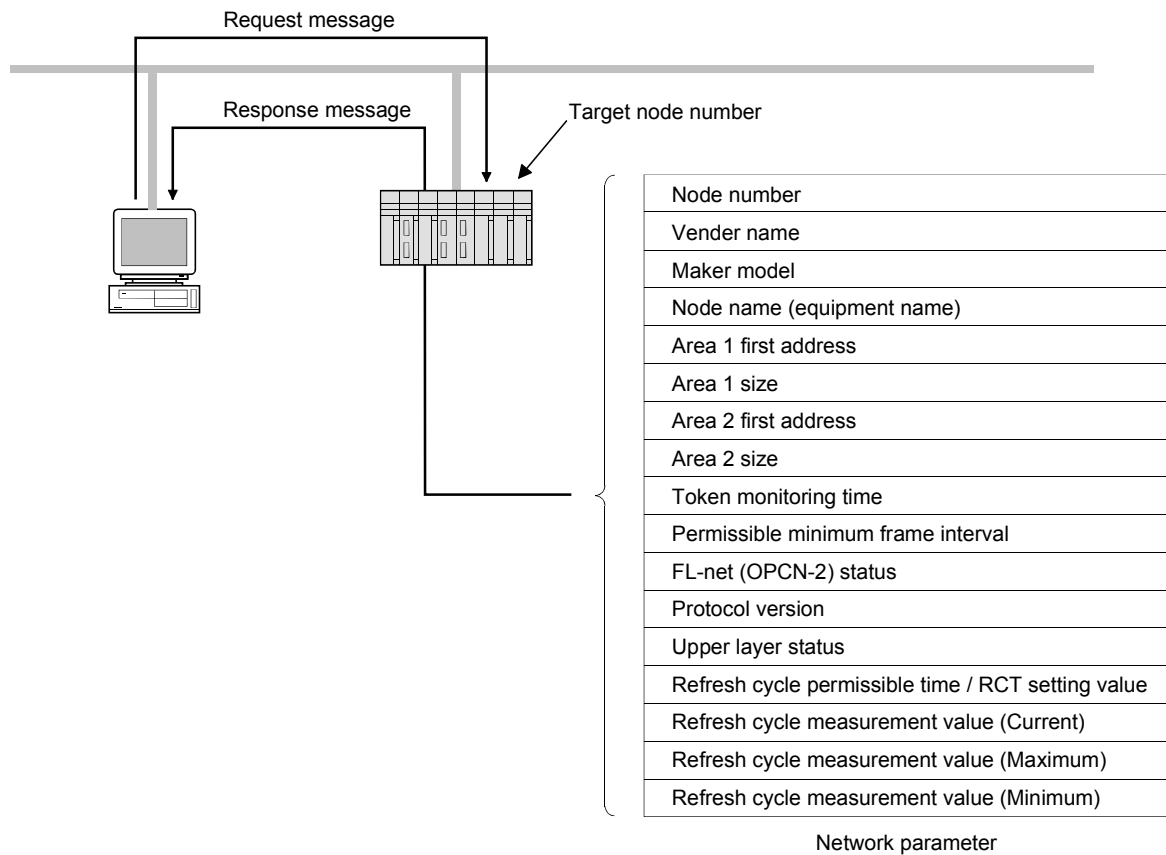 Request message
Response message
Target node number
Node number
Vender name
Maker model
Node name (equipment name)
Area 1 first address
Area 1 size
Area 2 first address
Area 2 size
Token monitoring time
Permissible minimum frame interval
FL-net (OPCN-2) status
Protocol version
Upper layer status
Refresh cycle permissible time / RCT setting value
Refresh cycle measurement value (Current)
Refresh cycle measurement value (Maximum)
Refresh cycle measurement value (Minimum)
Network parameter